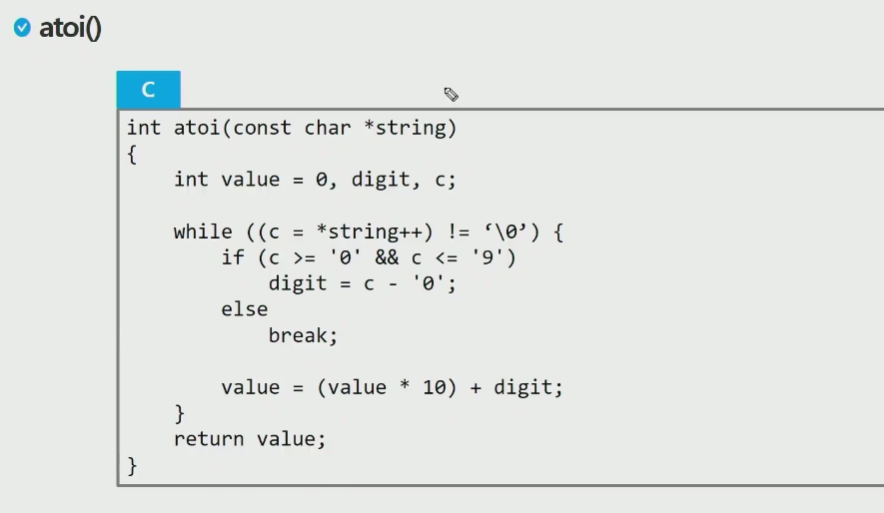 atoi()
C
int atoi(const char *string)
{
    int value = 0, digit, c;
    while ((c = *string++) != ‘\0’) {
        if (c >= '0' && c <= '9')
            digit = c - '0';
        else
            break;
        value = (value * 10) + digit;
    }
    return value;
}